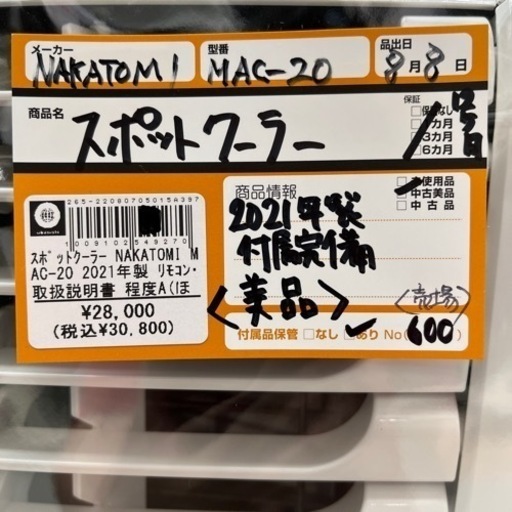 メーカー 型番 品出日
NAKATOMI MAC-20 8月8日
商品名 保証
スポットクーラー
□保証なし
□1カ月
□3カ月
□6カ月
商品情報
□未使用品
□中古美品
□中古品
2021年製
付属完備
〈美品〉
265-22080705015A397
1009102549270
スポットクーラー NAKATOMI M
AC-20 2021年製 リモコン・
取扱説明書 程度A(ほ
¥28,000
(税込¥30,800)
〈売場〉
付属品保管 □なし □あり No( 600 )